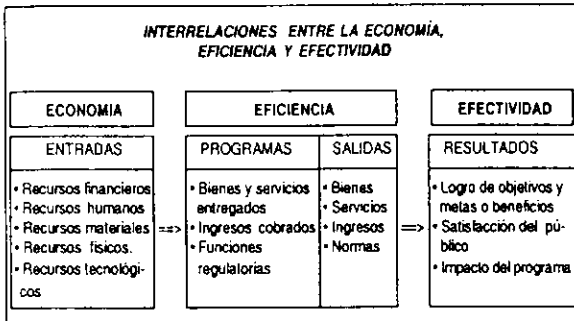 INTERRELACIONES ENTRE LA ECONOMÍA,
EFICIENCIA Y EFECTIVIDAD
ECONOMIA
ENTRADAS
• Recursos financieros
• Recursos humanos
• Recursos materiales
• Recursos físicos.
• Recursos tecnológi-
cos
==>
EFICIENCIA
PROGRAMAS
• Bienes y servicios
entregados
• Ingresos cobrados
• Funciones
regulatorias
SALIDAS
• Bienes
• Servicios
• Ingresos
• Normas
==>
EFECTIVIDAD
RESULTADOS
• Logro de objetivos y
metas o beneficios
• Satisfacción del pú-
blico
• Impacto del programa